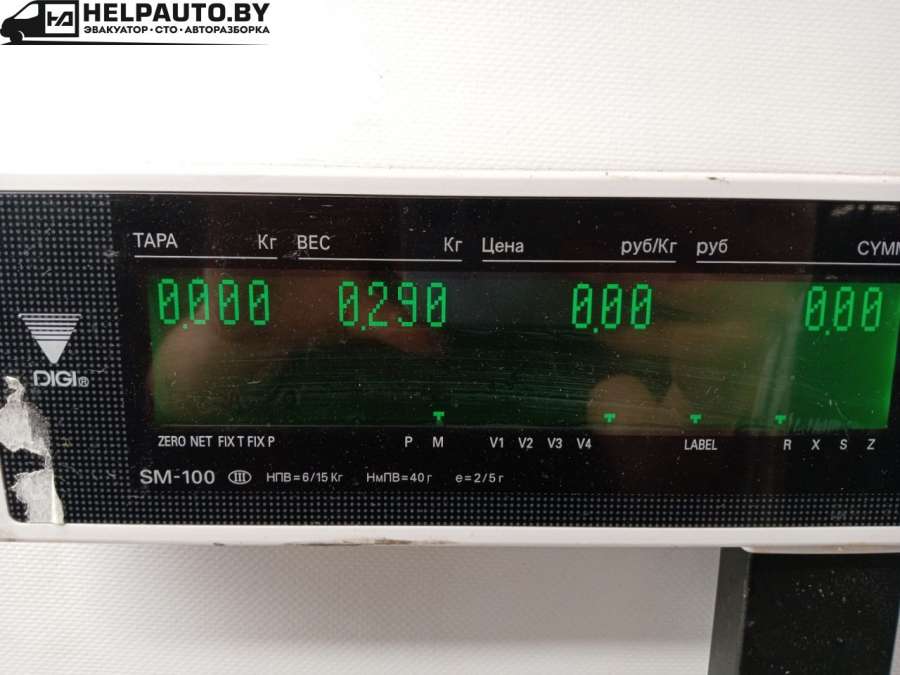 HELPAUTO.BY
ЭВАКУАТОР • СТО • АВТОРАЗБОРКА
ТАРА Кг ВЕС Кг Цена руб/Кг руб СУММ
0.000 0.290 0.00 0.00
DIGI®
ZERO NET FIX T FIX P P M V1 V2 V3 V4 LABEL R X S Z
SM-100 III НПВ=6/15 Кг НмПВ=40 г e=2/5 г